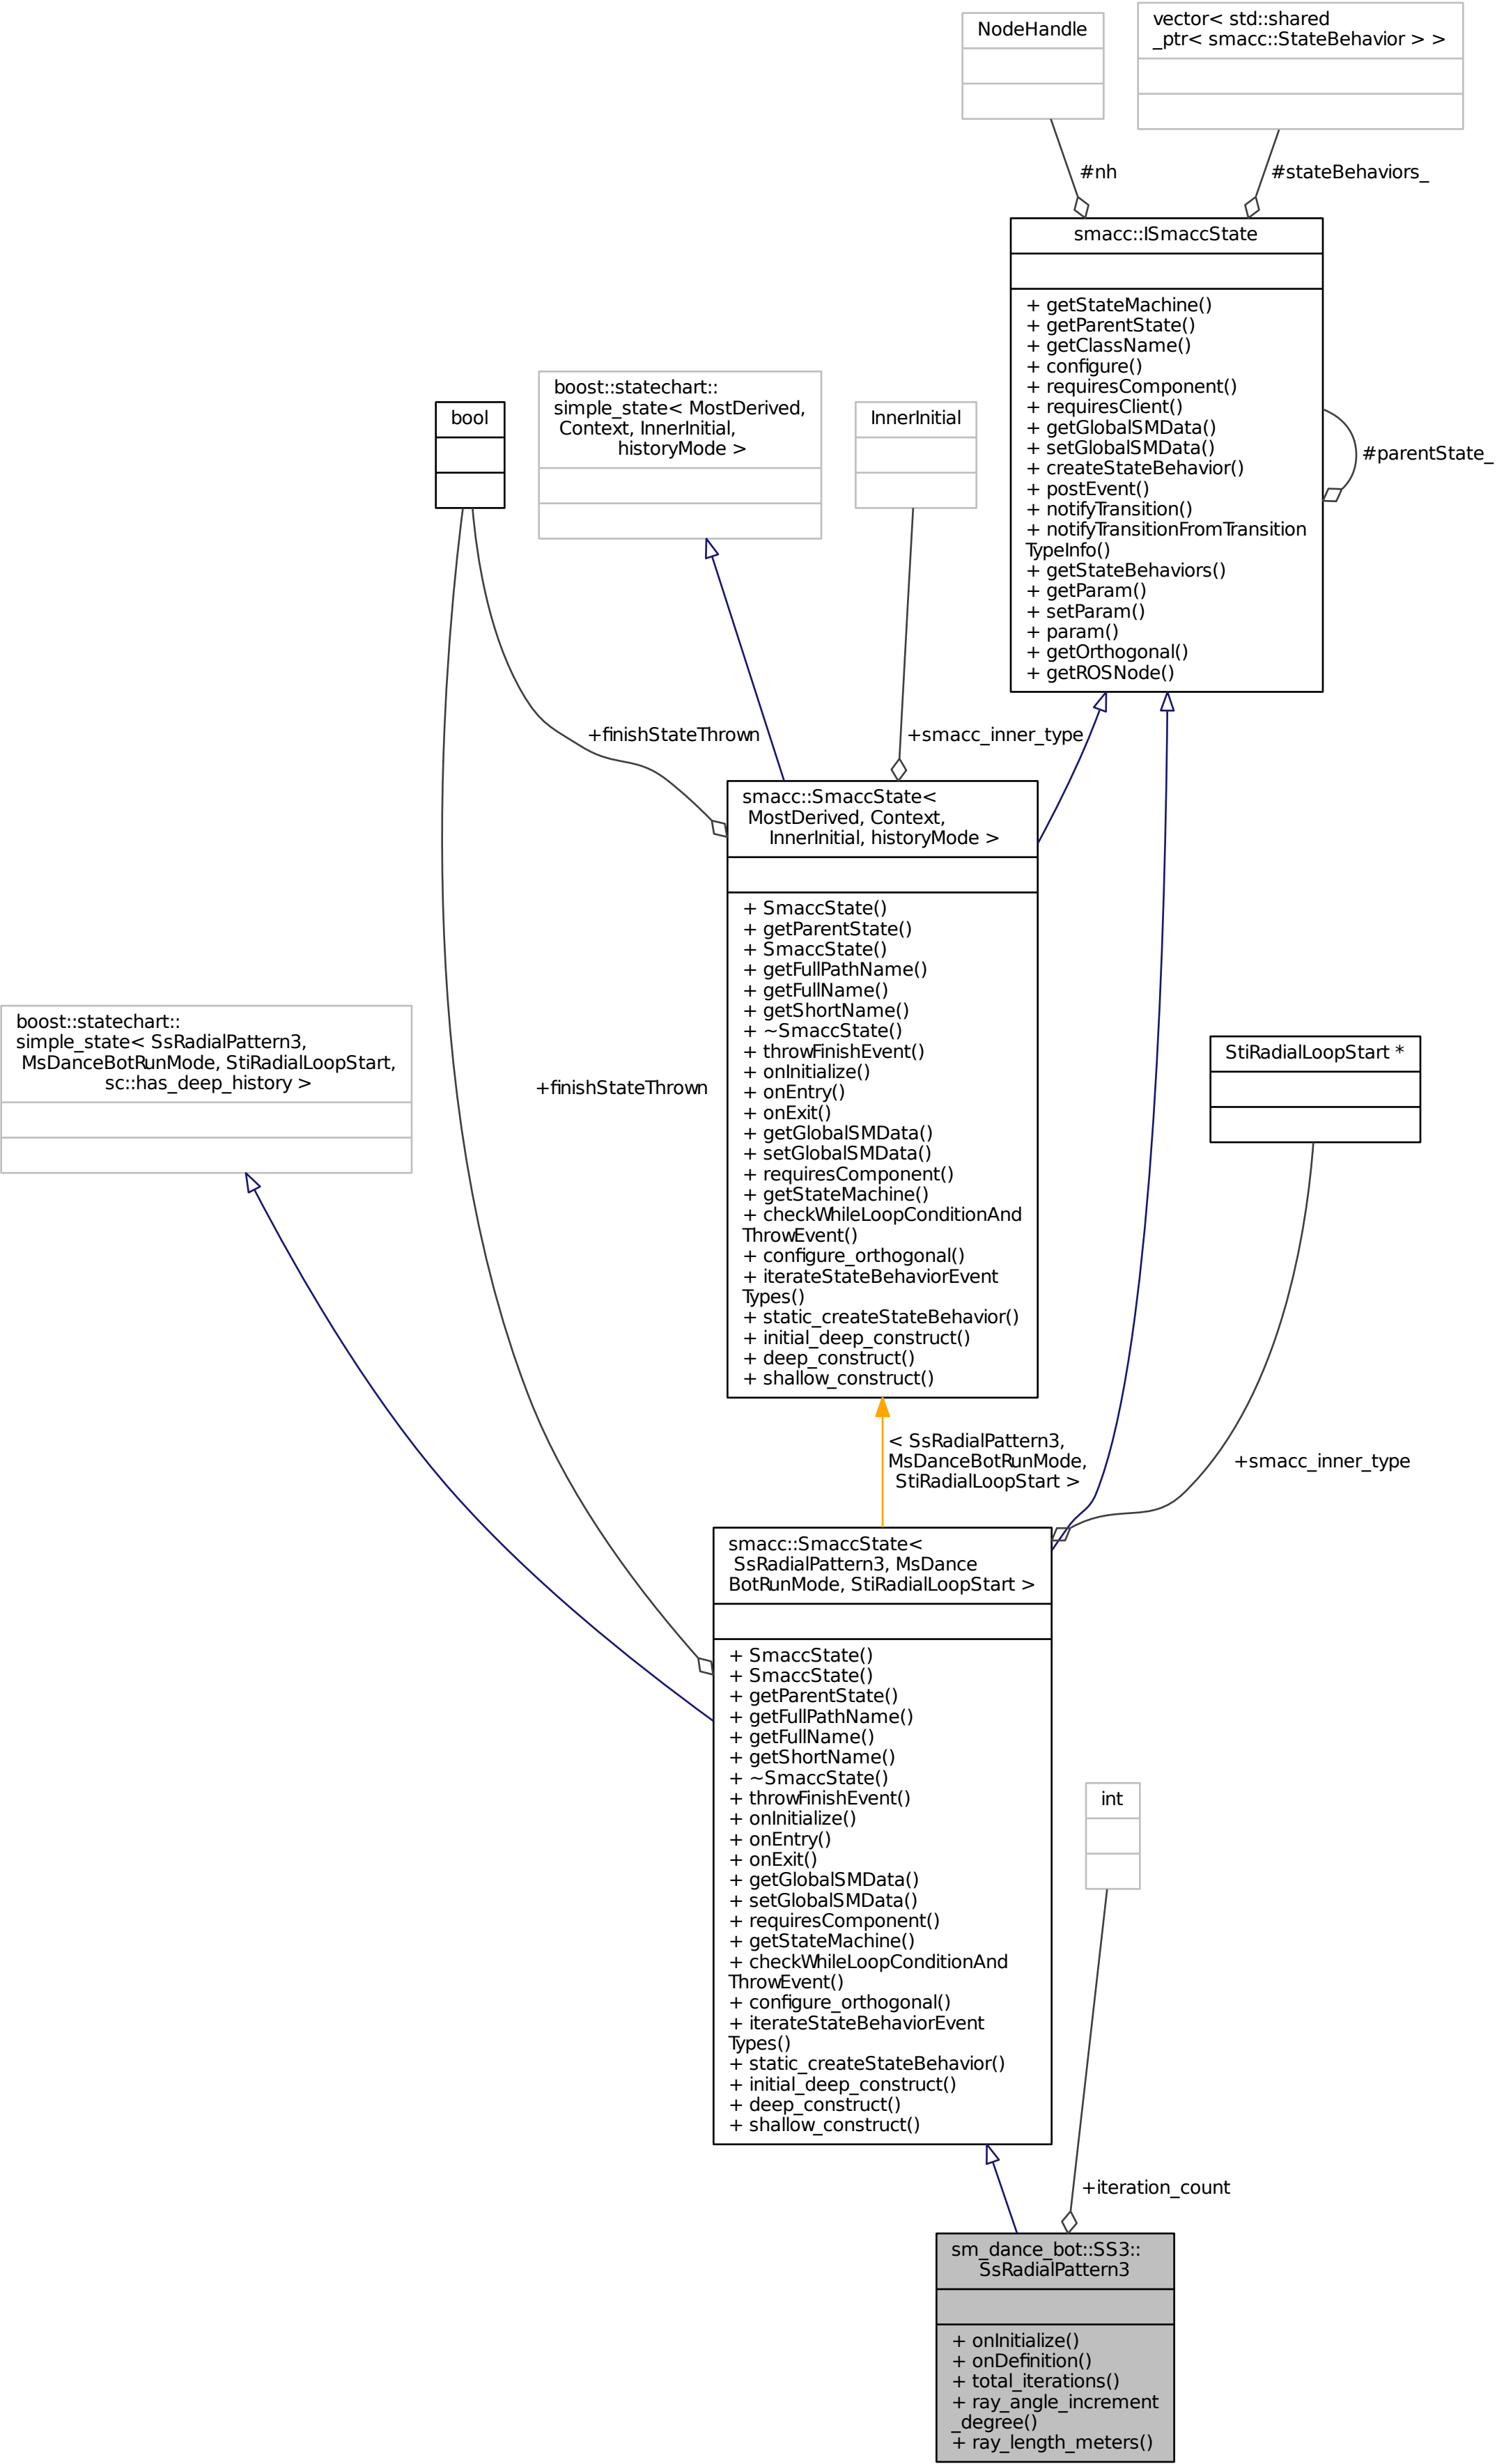 NodeHandle
vector< std::shared
_ptr< smacc::StateBehavior > >
#nh
#stateBehaviors_
smacc::ISmaccState
+ getStateMachine()
+ getParentState()
+ getClassName()
+ configure()
+ requiresComponent()
+ requiresClient()
+ getGlobalSMData()
+ setGlobalSMData()
+ createStateBehavior()
+ postEvent()
+ notifyTransition()
+ notifyTransitionFromTransition
TypeInfo()
+ getStateBehaviors()
+ getParam()
+ setParam()
+ param()
+ getOrthogonal()
+ getROSNode()
#parentState_
bool
boost::statechart::
simple_state< MostDerived,
Context, InnerInitial,
historyMode >
InnerInitial
+finishStateThrown
+smacc_inner_type
smacc::SmaccState<
MostDerived, Context,
InnerInitial, historyMode >
+ SmaccState()
+ getParentState()
+ SmaccState()
+ getFullPathName()
+ getFullName()
+ getShortName()
+ ~SmaccState()
+ throwFinishEvent()
+ onInitialize()
+ onEntry()
+ onExit()
+ getGlobalSMData()
+ setGlobalSMData()
+ requiresComponent()
+ getStateMachine()
+ checkWhileLoopConditionAnd
ThrowEvent()
+ configure_orthogonal()
+ iterateStateBehaviorEvent
Types()
+ static_createStateBehavior()
+ initial_deep_construct()
+ deep_construct()
+ shallow_construct()
boost::statechart::
simple_state< SsRadialPattern3,
MsDanceBotRunMode, StiRadialLoopStart,
sc::has_deep_history >
+finishStateThrown
StiRadialLoopStart *
< SsRadialPattern3,
MsDanceBotRunMode,
StiRadialLoopStart >
+smacc_inner_type
smacc::SmaccState<
SsRadialPattern3, MsDance
BotRunMode, StiRadialLoopStart >
+ SmaccState()
+ SmaccState()
+ getParentState()
+ getFullPathName()
+ getFullName()
+ getShortName()
+ ~SmaccState()
+ throwFinishEvent()
+ onInitialize()
+ onEntry()
+ onExit()
+ getGlobalSMData()
+ setGlobalSMData()
+ requiresComponent()
+ getStateMachine()
+ checkWhileLoopConditionAnd
ThrowEvent()
+ configure_orthogonal()
+ iterateStateBehaviorEvent
Types()
+ static_createStateBehavior()
+ initial_deep_construct()
+ deep_construct()
+ shallow_construct()
int
+iteration_count
sm_dance_bot::SS3::
SsRadialPattern3
+ onInitialize()
+ onDefinition()
+ total_iterations()
+ ray_angle_increment
_degree()
+ ray_length_meters()